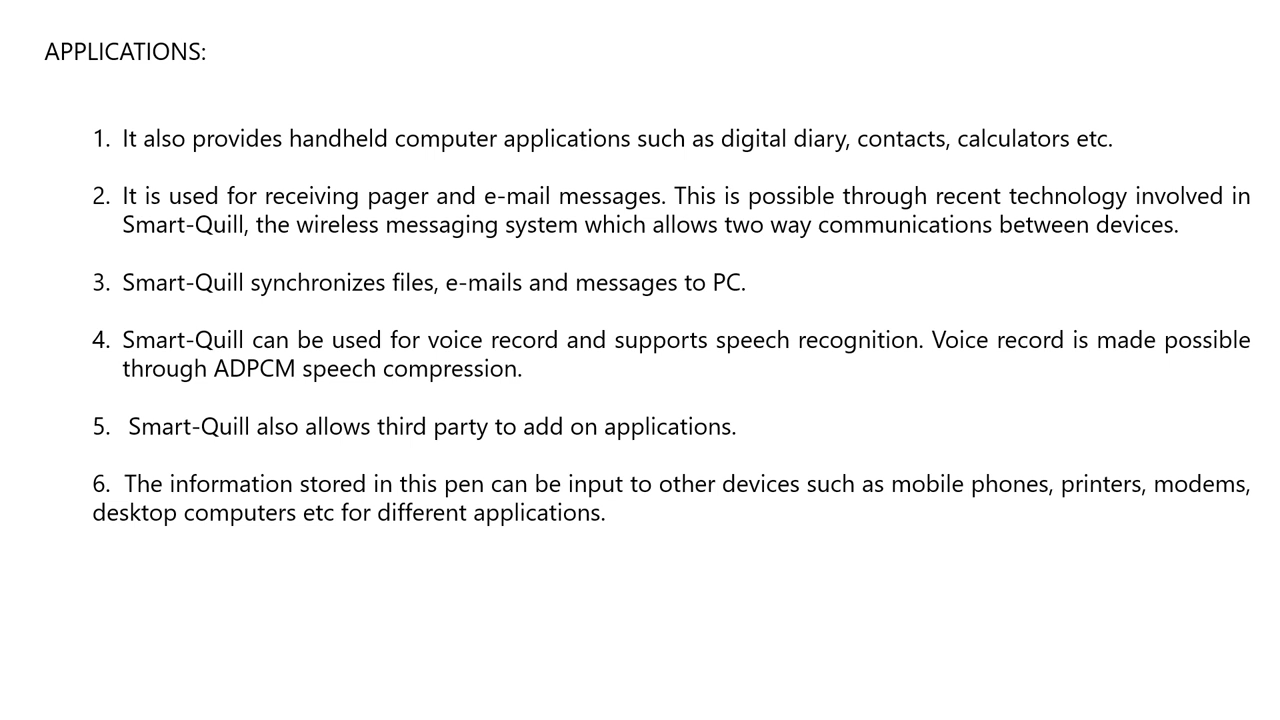 APPLICATIONS:
1. It also provides handheld computer applications such as digital diary, contacts, calculators etc.
2. It is used for receiving pager and e-mail messages. This is possible through recent technology involved in
Smart-Quill, the wireless messaging system which allows two way communications between devices.
3. Smart-Quill synchronizes files, e-mails and messages to PC.
4. Smart-Quill can be used for voice record and supports speech recognition. Voice record is made possible
through ADPCM speech compression.
5. Smart-Quill also allows third party to add on applications.
6. The information stored in this pen can be input to other devices such as mobile phones, printers, modems,
desktop computers etc for different applications.